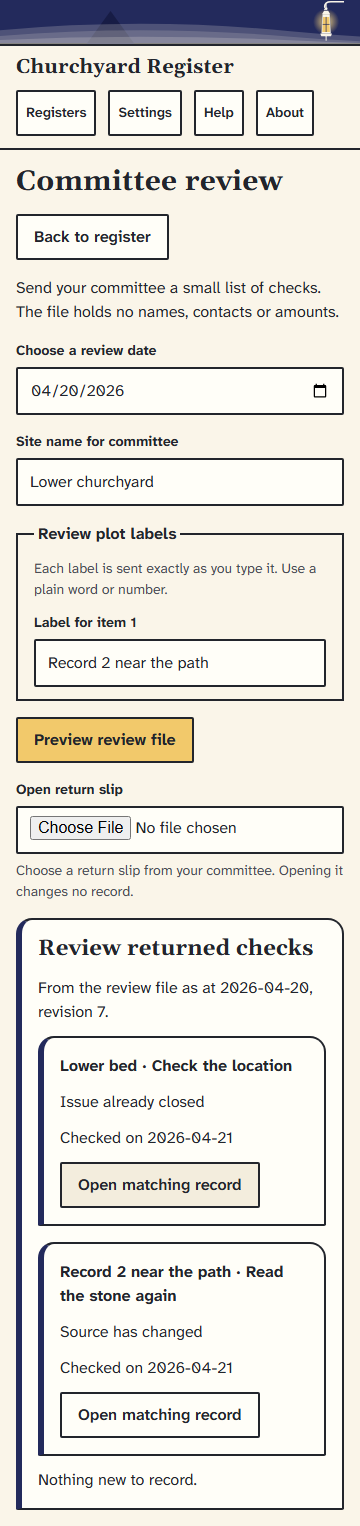 Churchyard Register
Registers
Settings
Help
About
Committee review
Back to register
Send your committee a small list of checks.
The file holds no names, contacts or amounts.
Choose a review date
04/20/2026
Site name for committee
Lower churchyard
Review plot labels
Each label is sent exactly as you type it. Use a
plain word or number.
Label for item 1
Record 2 near the path
Preview review file
Open return slip
Choose File No file chosen
Choose a return slip from your committee. Opening it
changes no record.
Review returned checks
From the review file as at 2026-04-20,
revision 7.
Lower bed · Check the location
Issue already closed
Checked on 2026-04-21
Open matching record
Record 2 near the path · Read
the stone again
Source has changed
Checked on 2026-04-21
Open matching record
Nothing new to record.